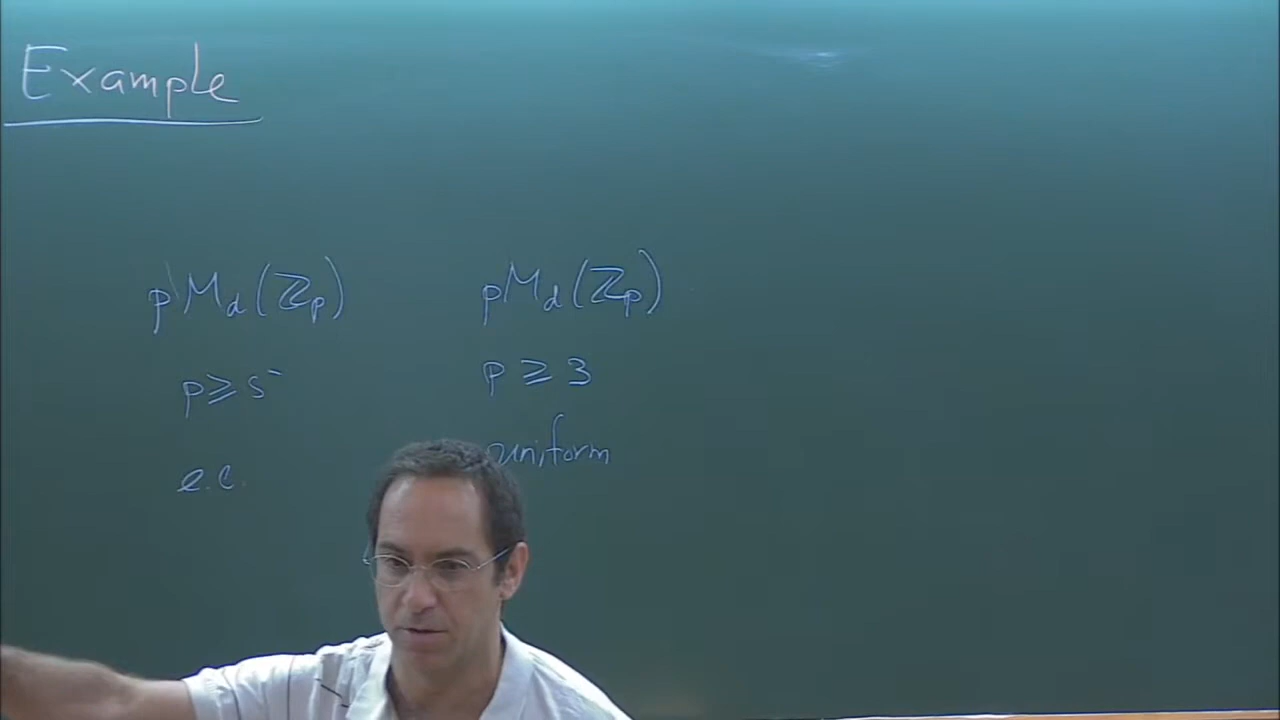 Example
pM_d(ℤ_p)
p ≥ 5
e.c.
pM_d(ℤ_p)
p ≥ 3
uniform